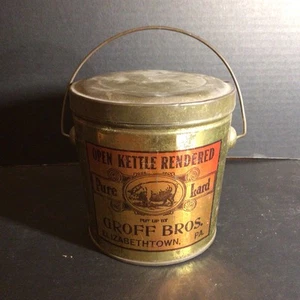 OPEN KETTLE RENDERED
Pure Lard
PUT UP BY
GROFF BROS.
ELIZABETHTOWN, PA.